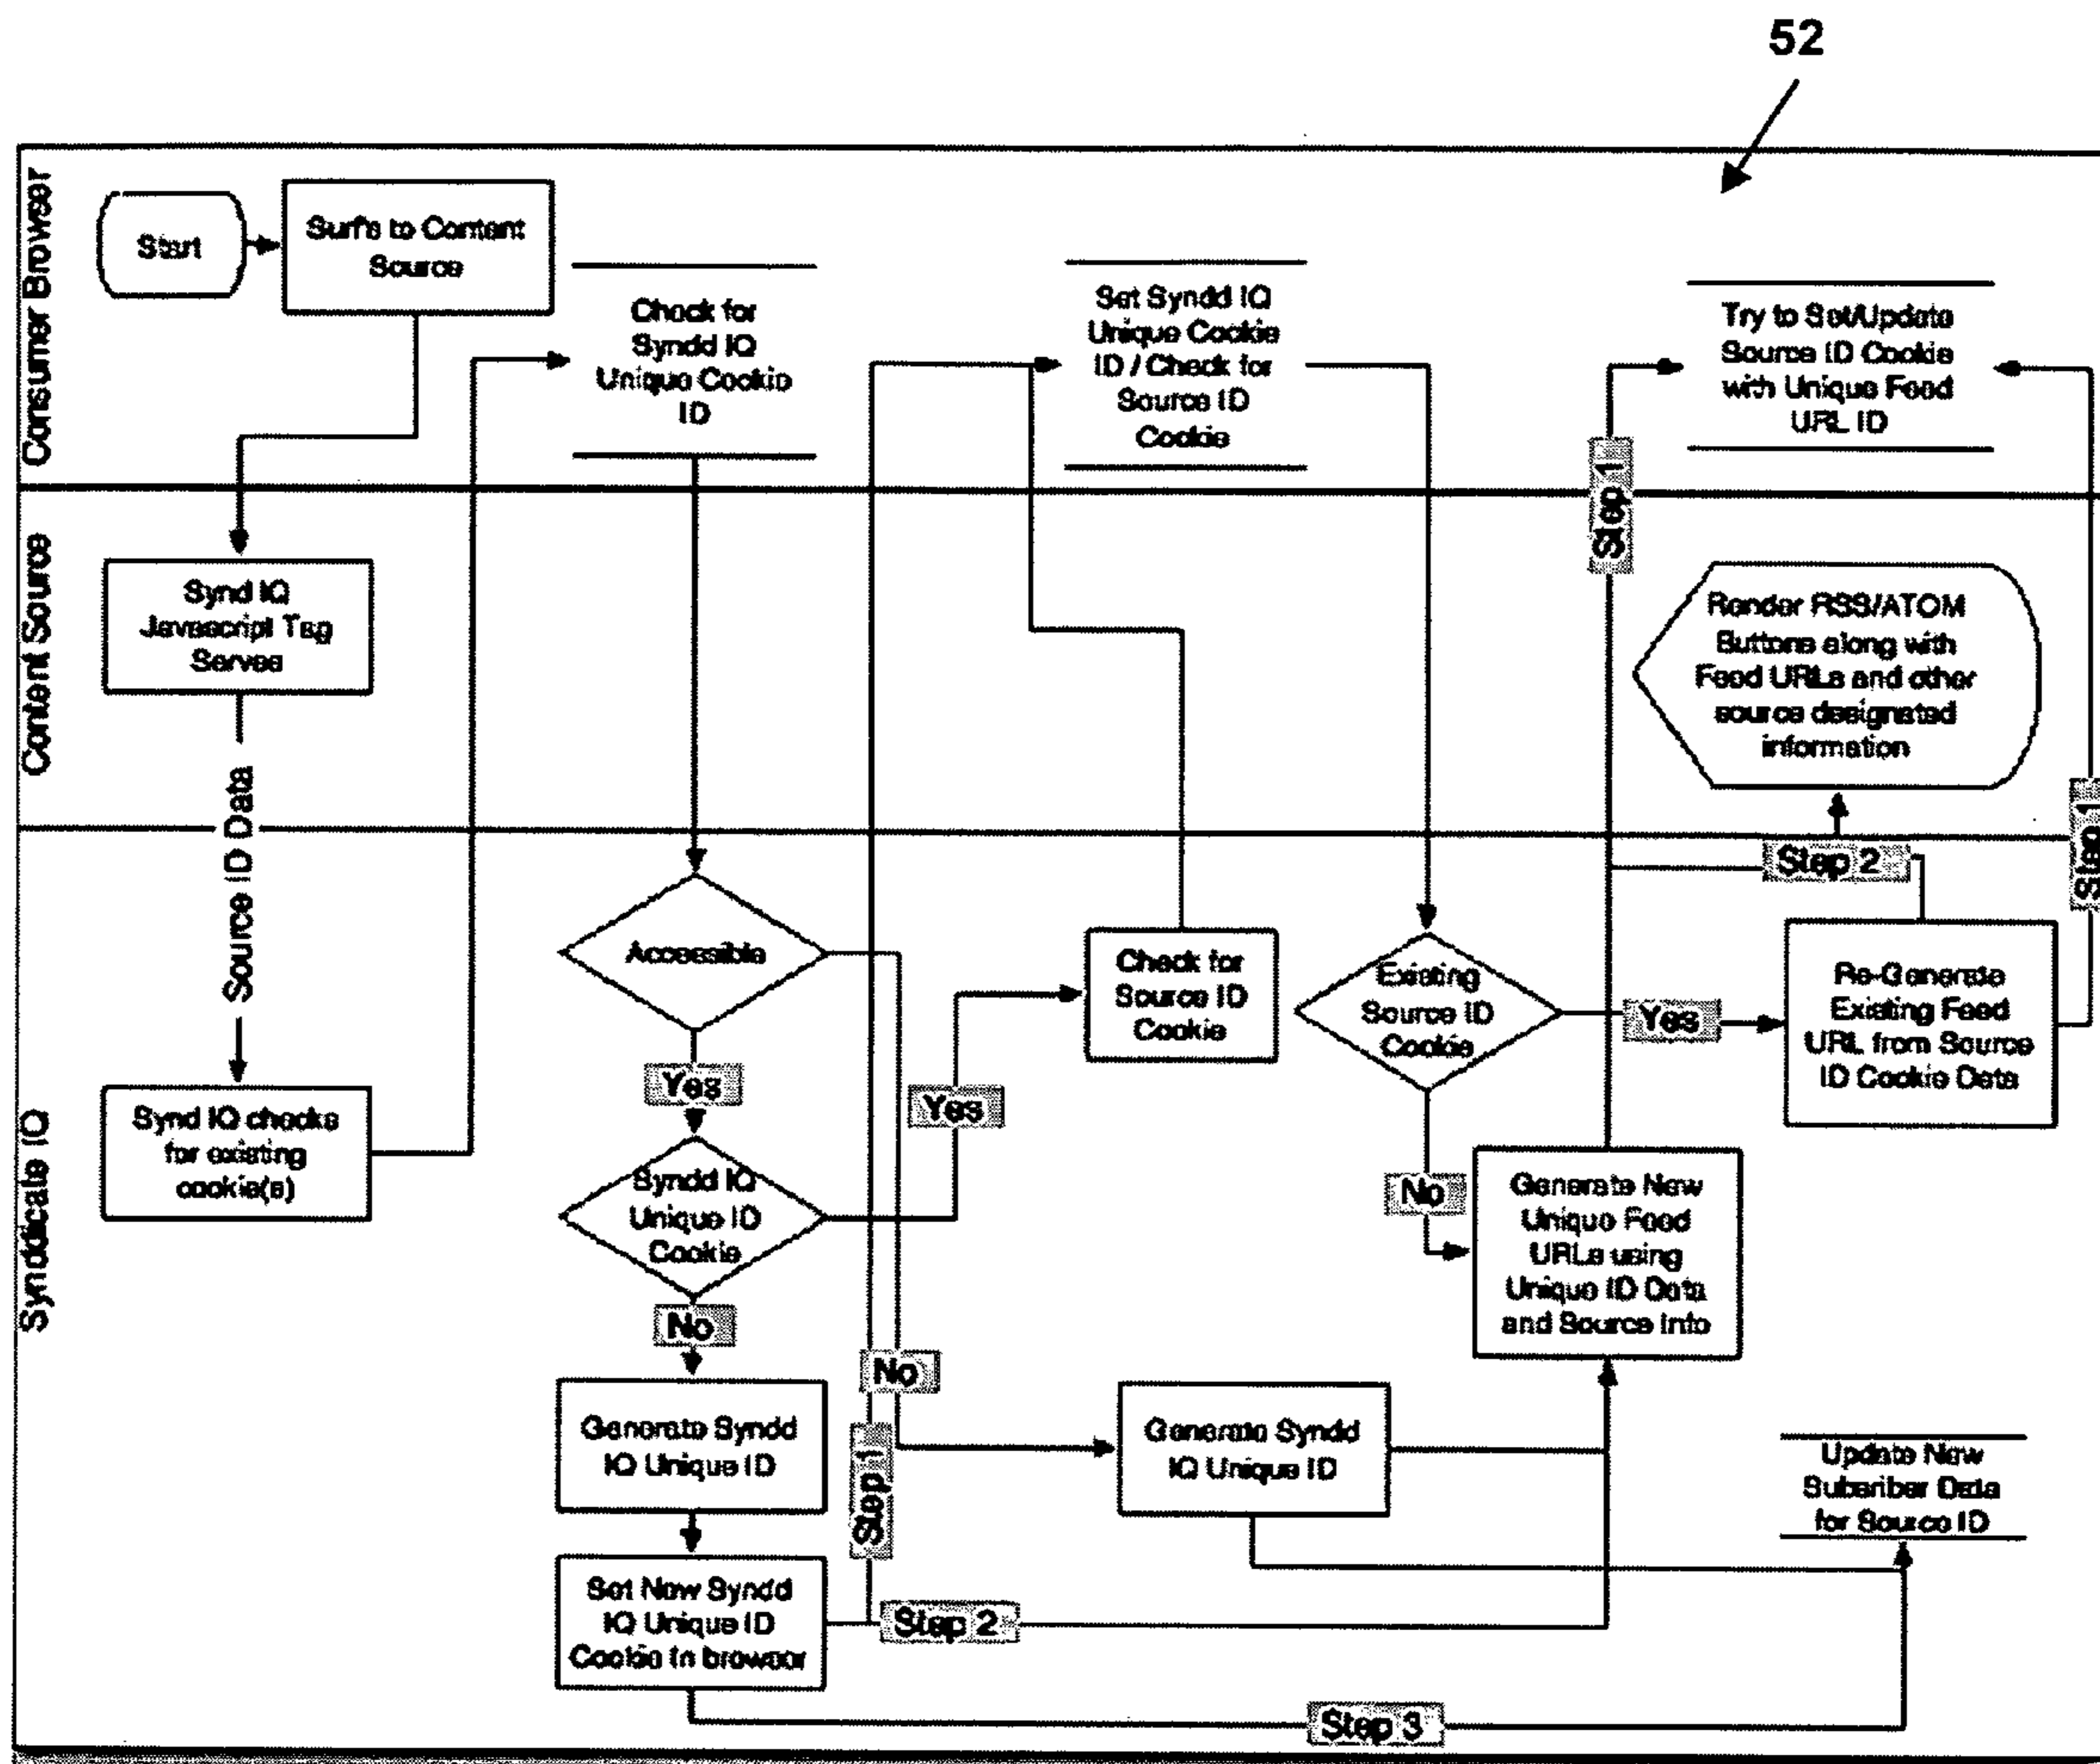 52
Consumer Browser
Start
Surf's to Content
Source
Check for
Syndd IQ
Unique Cookie
ID
Set Syndd IQ
Unique Cookie
ID / Check for
Source ID
Cookie
Try to Set/Update
Source ID Cookie
with Unique Feed
URL ID
Step 1
Content Source
Synd IQ
Javascript Tag
Serves
Render RSS/ATOM
Buttons along with
Feed URLs and other
source designated
information
Source ID Data
Step 1
Step 2
Synddicate IQ
Accessible
Yes
Check for
Source ID
Cookie
Existing
Source ID
Cookie
Yes
Re-Generate
Existing Feed
URL from Source
ID Cookie Data
Synd IQ checks
for existing
cookie(s)
Syndd IQ
Unique ID
Cookie
Yes
No
Generate New
Unique Feed
URLs using
Unique ID Data
and Source Info
No
No
Generate Syndd
IQ Unique ID
Step 1
Generate Syndd
IQ Unique ID
Update New
Subsriber Data
for Source ID
Set New Syndd
IQ Unique ID
Cookie in browser
Step 2
Step 3